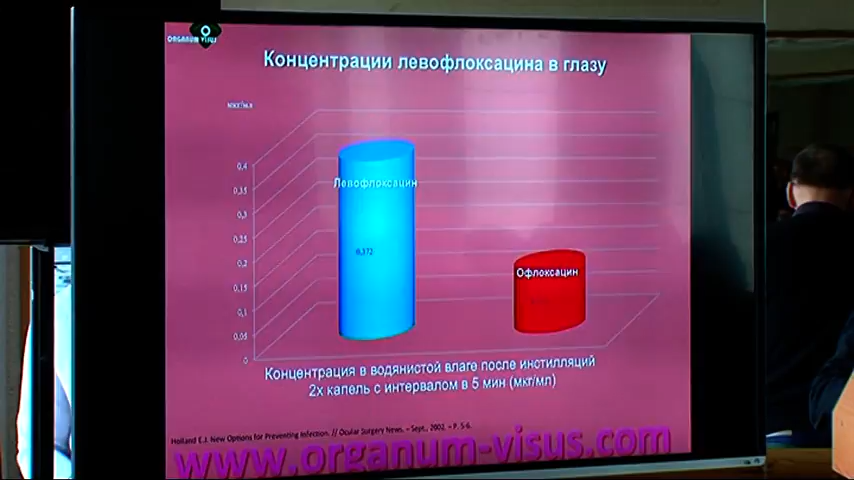 ORGANUM VISUS
Концентрации левофлоксацина в глазу
мкг/мл
0,4
0,35
0,3
0,25
0,2
0,15
0,1
0,05
0
Левофлоксацин
0,372
Офлоксацин
Концентрация в водянистой влаге после инстилляций
2х капель с интервалом в 5 мин (мкг/мл)
Holland E.J. New Options for Preventing Infection. // Ocular Surgery News. – Sept., 2002. – P. 5-6.
www.organum-visus.com